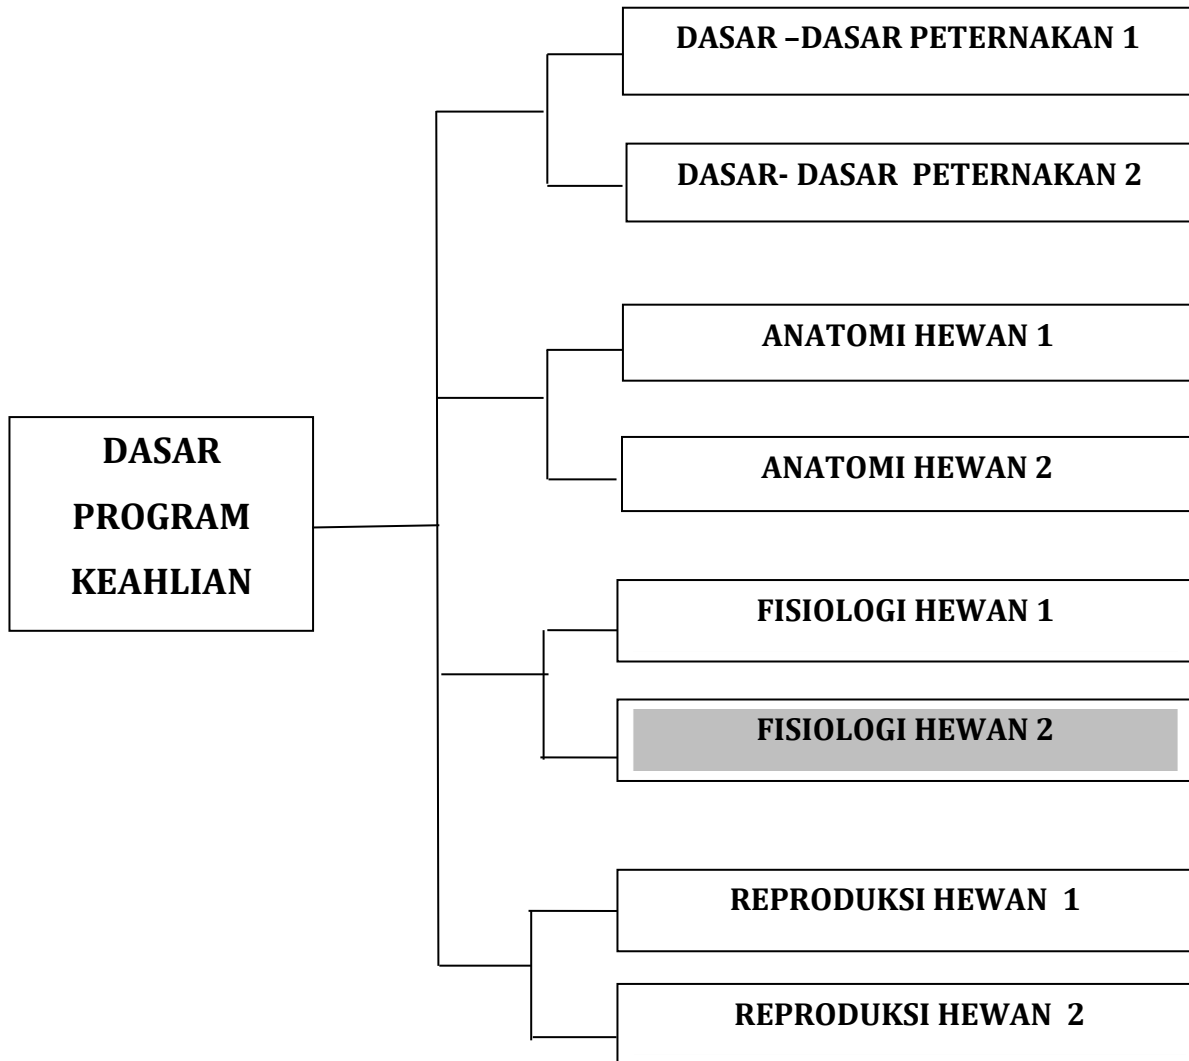 DASAR –DASAR PETERNAKAN 1
DASAR- DASAR  PETERNAKAN 2
ANATOMI HEWAN 1
ANATOMI HEWAN 2
DASAR
PROGRAM
KEAHLIAN
FISIOLOGI HEWAN 1
FISIOLOGI HEWAN 2
REPRODUKSI HEWAN  1
REPRODUKSI HEWAN  2